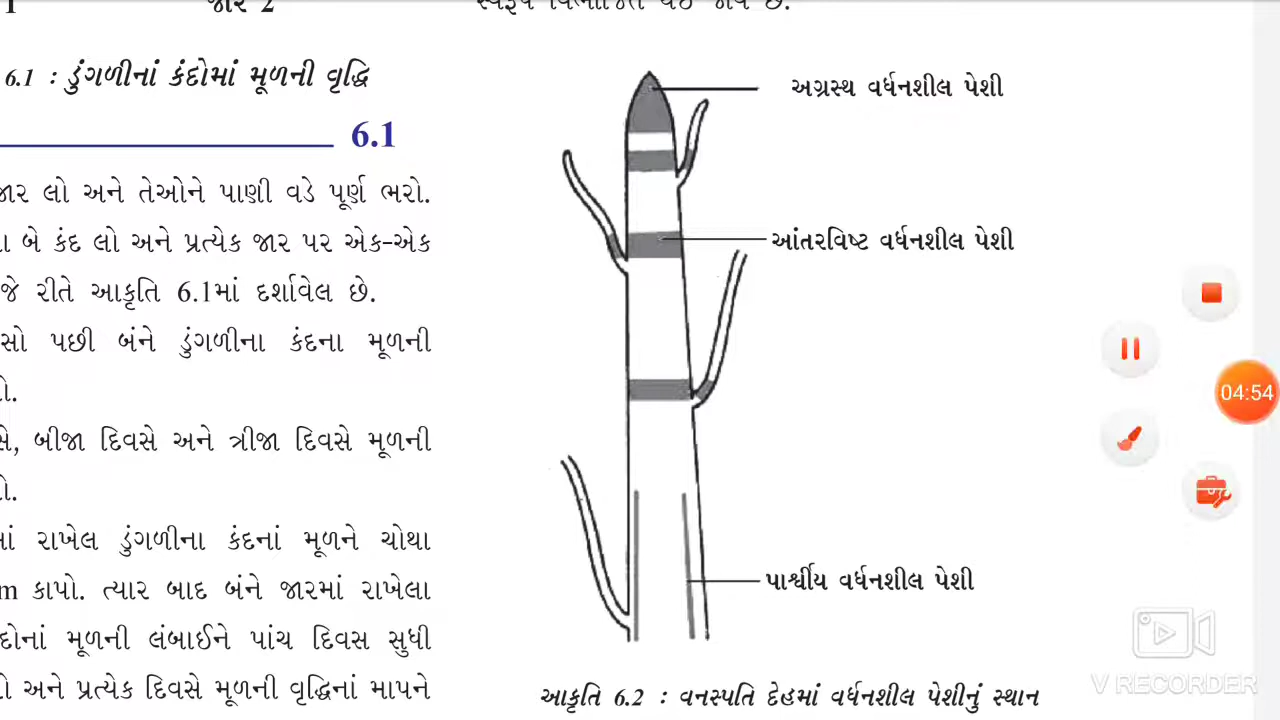 1
જાર 2
6.1 : ડુંગળીનાં કંદોમાં મૂળની વૃદ્ધિ
6.1
જાર લો અને તેઓને પાણી વડે પૂર્ણ ભરો.
બે કંદ લો અને પ્રત્યેક જાર પર એક-એક
જે રીતે આકૃતિ 6.1માં દર્શાવેલ છે.
પછી બંને ડુંગળીના કંદના મૂળની
બીજા દિવસે અને ત્રીજા દિવસે મૂળની
રાખેલ ડુંગળીના કંદનાં મૂળને ચોથા
કાપો. ત્યાર બાદ બંને જારમાં રાખેલા
મૂળની લંબાઈને પાંચ દિવસ સુધી
અને પ્રત્યેક દિવસે મૂળની વૃદ્ધિનાં માપને
અગ્રસ્થ વર્ધનશીલ પેશી
આંતરવિષ્ટ વર્ધનશીલ પેશી
પાર્શ્વીય વર્ધનશીલ પેશી
આકૃતિ 6.2 : વનસ્પતિ દેહમાં વર્ધનશીલ પેશીનું સ્થાન
04:54
V RECORDER